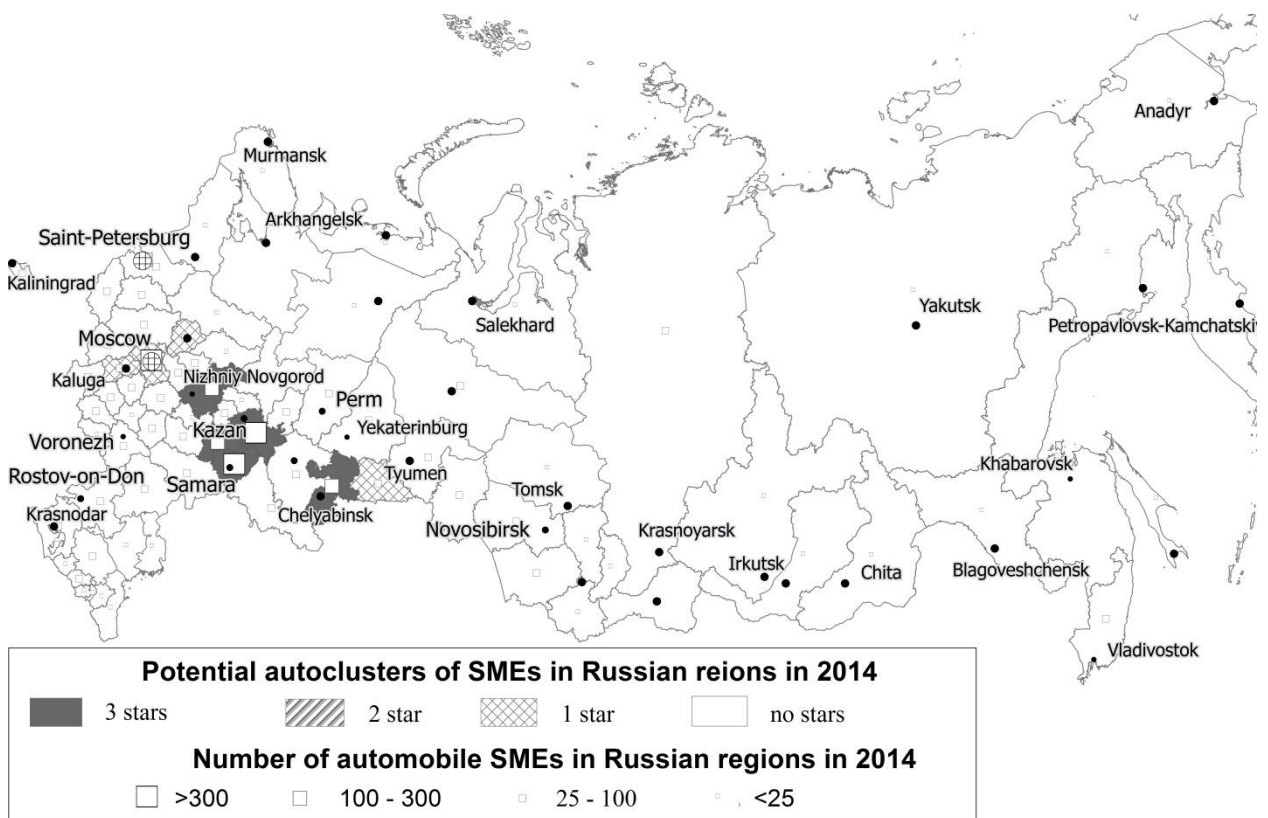 Anadyr
Murmansk
Arkhangelsk
Saint-Petersburg
Kaliningrad
Salekhard
Yakutsk
Petropavlovsk-Kamchatski
Moscow
Kaluga
Nizhniy Novgorod
Perm
Kazan
Yekaterinburg
Voronezh
Tyumen
Khabarovsk
Rostov-on-Don
Samara
Tomsk
Krasnodar
Chelyabinsk
Novosibirsk
Krasnoyarsk
Irkutsk
Chita
Blagoveshchensk
Vladivostok
Potential autoclusters of SMEs in Russian reions in 2014
3 stars 2 star 1 star no stars
Number of automobile SMEs in Russian regions in 2014
>300 100 - 300 25 - 100 <25